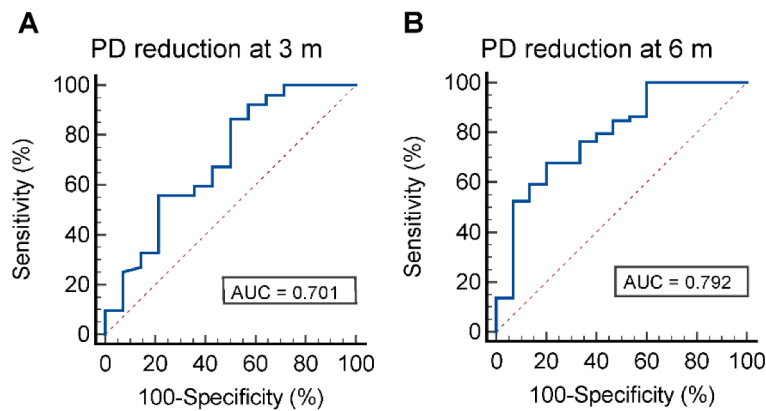 A
PD reduction at 3 m
100
80
60
40
20
0
Sensitivity (%)
AUC = 0.701
0 20 40 60 80 100
100-Specificity (%)
B
PD reduction at 6 m
100
80
60
40
20
0
Sensitivity (%)
AUC = 0.792
0 20 40 60 80 100
100-Specificity (%)